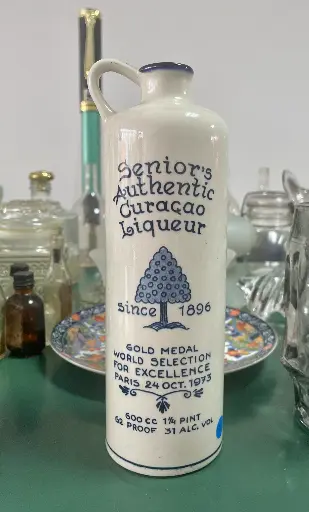 Senior's
Authentic
Curaçao
Liqueur
since 1896
GOLD MEDAL
WORLD SELECTION
FOR EXCELLENCE
PARIS 24 OCT. 1973
600 CC 1¼ PINT
62 PROOF 31 ALC. VOL